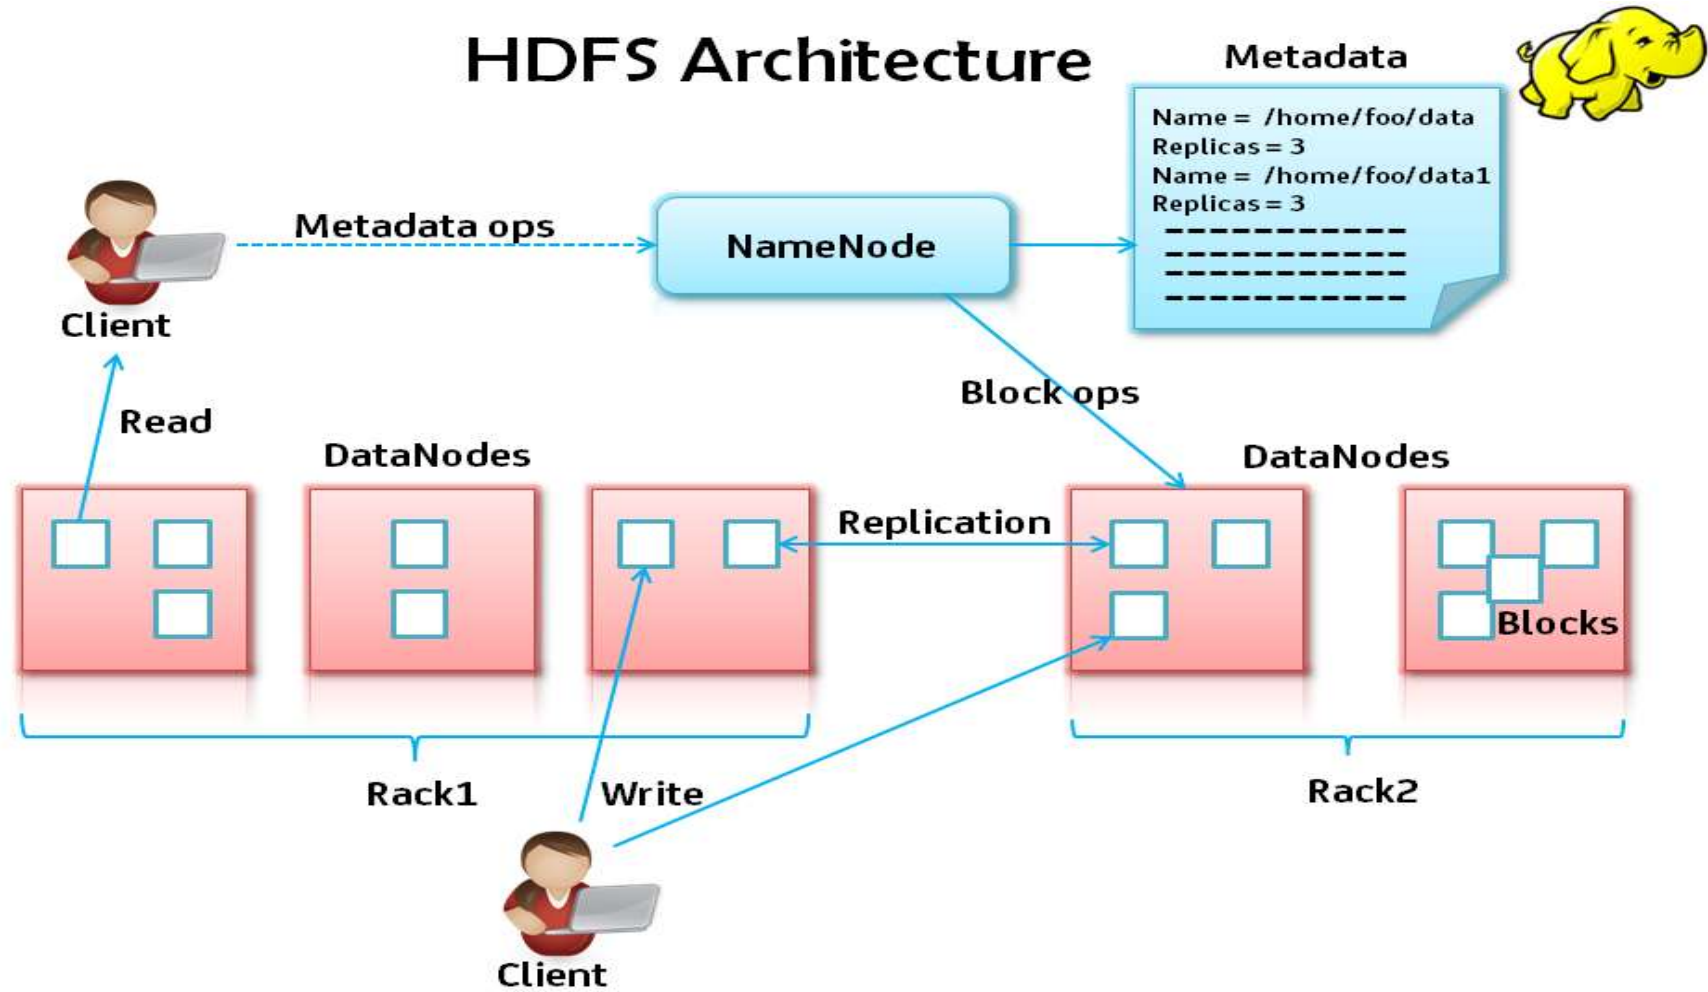 HDFS Architecture
Metadata
Name = /home/foo/data
Replicas = 3
Name = /home/foo/data1
Replicas = 3
Metadata ops
NameNode
Client
Block ops
Read
DataNodes
DataNodes
Replication
Blocks
Rack1
Write
Rack2
Client